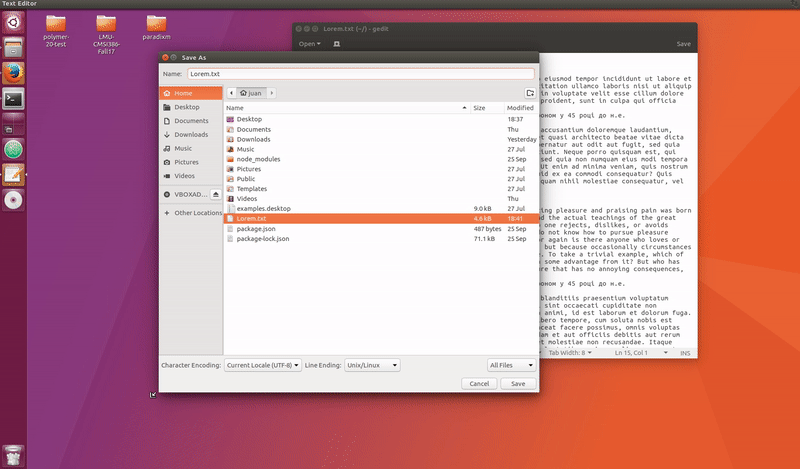 Text Editor
polymer-
20-test
LMU-
CMSI386-
Fall17
paradixm
Lorem.txt (~/) - gedit
Open
Save
Save As
Name:
Lorem.txt
Home
Desktop
Documents
Downloads
Music
Pictures
Videos
VBOXAD...
Other Locations
juan
Name Size Modified
Desktop 18:37
Documents Thu
Downloads Yesterday
Music 27 Jul
node_modules 25 Sep
Pictures 27 Jul
Public 27 Jul
Templates 27 Jul
Videos 27 Jul
examples.desktop 9.0 kB 27 Jul
Lorem.txt 4.6 kB 18:41
package.json 487 bytes 25 Sep
package-lock.json 71.1 kB 25 Sep
Character Encoding: Current Locale (UTF-8) Line Ending: Unix/Linux All Files
Cancel Save
eiusmod tempor incididunt ut labore et
citation ullamco laboris nisi ut aliquip
in voluptate velit esse cillum dolore
proident, sunt in culpa qui officia
роном у 45 році до н.е.
accusantium doloremque laudantium,
et quasi architecto beatae vitae dicta
pernatur aut odit aut fugit, sed quia
iunt. Neque porro quisquam est, qui
sed quia non numquam eius modi tempora
Ut enim ad minima veniam, quis nostrum
id ex ea commodi consequatur? Quis
quam nihil molestiae consequatur, vel
ing pleasure and praising pain was born
d the actual teachings of the great
one rejects, dislikes, or avoids
o not know how to pursue pleasure
or again is there anyone who loves or
but because occasionally circumstances
e. To take a trivial example, which of
some advantage from it? But who has
ure that has no annoying consequences,
роном у 45 році до н.е.
blanditiis praesentium voluptatum
sint occaecati cupiditate non
animi, id est laborum et dolorum fuga.
bero tempore, cum soluta nobis est
aceat facere possimus, omnis voluptas
dam et aut officiis debitis aut rerum
et molestiae non recusandae. Itaque
Tab Width: 8 Ln 15, Col 1 INS